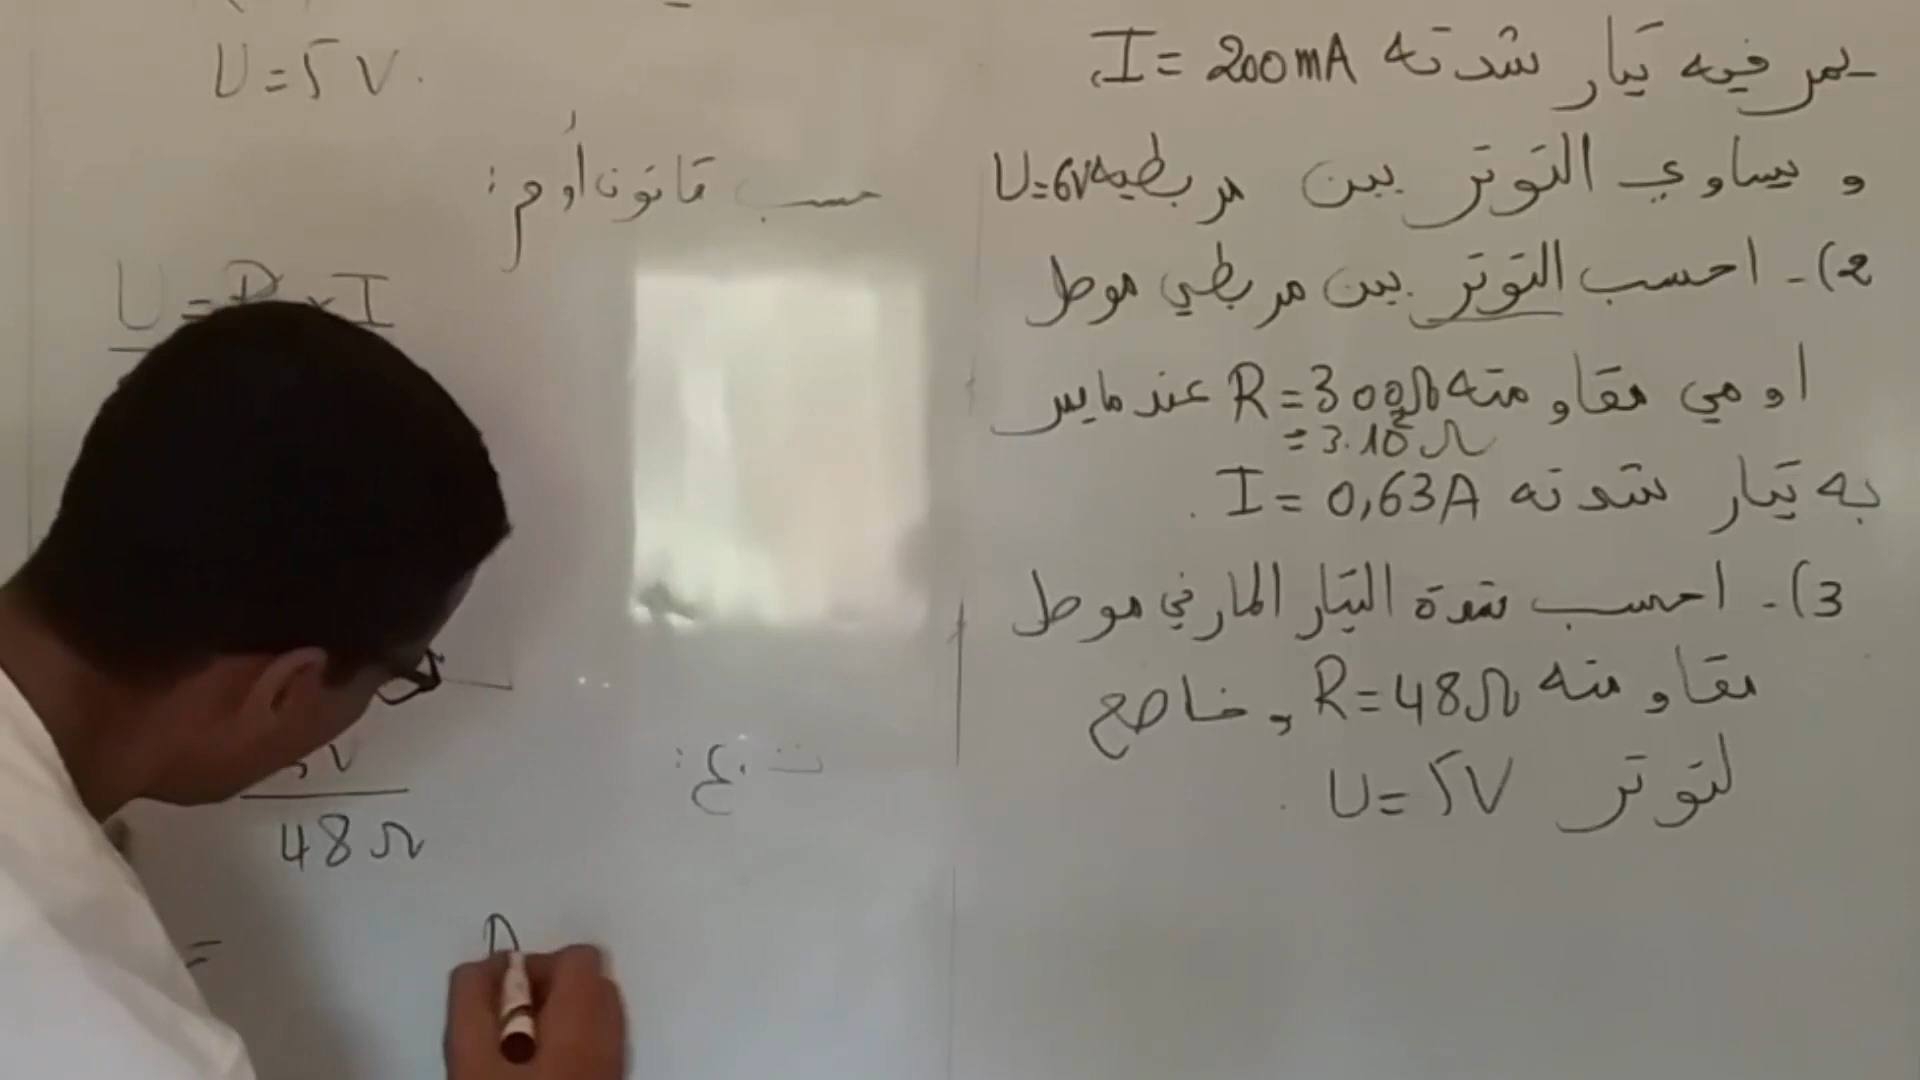 يمر فيه تيار شدته I = 200mA
و يساوي التوتر بين مربطيه U=6V
2)- احسب التوتر بين مربطي موصل
اومي مقاومته R = 300Ω عندما يمر
= 3.10² Ω
به تيار شدته I = 0,63A .
3)- احسب شدة التيار المار في موصل
مقاومته R = 48Ω و خاضع
لتوتر U = 5V .
U = 5V .
حسب قانون أوم :
U = R × I
ت.ع :
5V
48 Ω
=
A